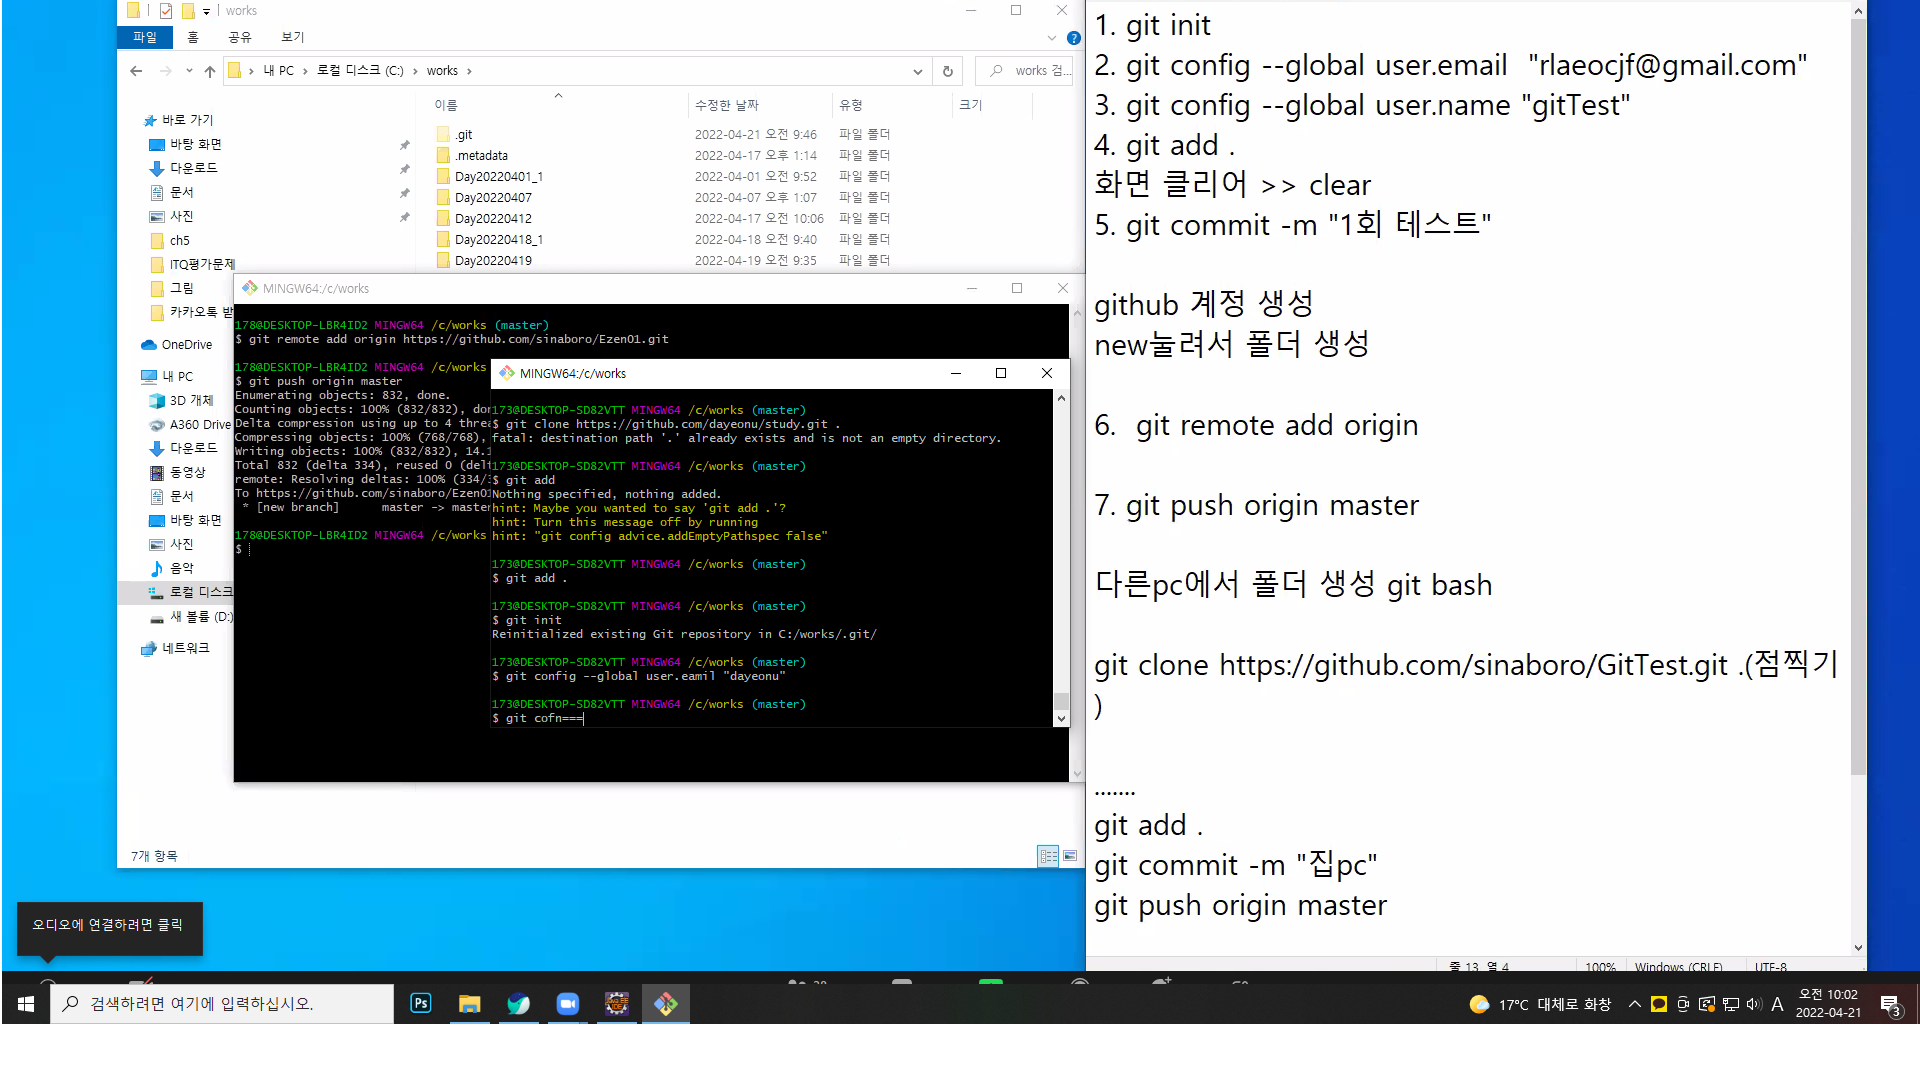 works
파일 홈 공유 보기
내 PC > 로컬 디스크 (C:) > works >
works 검...
이름 수정한 날짜 유형 크기
.git 2022-04-21 오전 9:46 파일 폴더
.metadata 2022-04-17 오후 1:14 파일 폴더
Day20220401_1 2022-04-01 오전 9:52 파일 폴더
Day20220407 2022-04-07 오후 1:07 파일 폴더
Day20220412 2022-04-17 오전 10:06 파일 폴더
Day20220418_1 2022-04-18 오전 9:40 파일 폴더
Day20220419 2022-04-19 오전 9:35 파일 폴더
바로 가기
바탕 화면
다운로드
문서
사진
ch5
ITQ평가문제
그림
카카오톡 받
OneDrive
내 PC
3D 개체
A360 Drive
다운로드
동영상
문서
바탕 화면
사진
음악
로컬 디스크
새 볼륨 (D:)
네트워크
7개 항목
MINGW64:/c/works
178@DESKTOP-LBR4ID2 MINGW64 /c/works (master)
$ git remote add origin https://github.com/sinaboro/Ezen01.git
178@DESKTOP-LBR4ID2 MINGW64 /c/works
$ git push origin master
Enumerating objects: 832, done.
Counting objects: 100% (832/832), don
Delta compression using up to 4 threa
Compressing objects: 100% (768/768),
Writing objects: 100% (832/832), 14.1
Total 832 (delta 334), reused 0 (delt
remote: Resolving deltas: 100% (334/3
To https://github.com/sinaboro/Ezen01
* [new branch] master -> master
178@DESKTOP-LBR4ID2 MINGW64 /c/works
$
MINGW64:/c/works
173@DESKTOP-SD82VTT MINGW64 /c/works (master)
$ git clone https://github.com/dayeonu/study.git .
fatal: destination path '.' already exists and is not an empty directory.
173@DESKTOP-SD82VTT MINGW64 /c/works (master)
$ git add
Nothing specified, nothing added.
hint: Maybe you wanted to say 'git add .'?
hint: Turn this message off by running
hint: "git config advice.addEmptyPathspec false"
173@DESKTOP-SD82VTT MINGW64 /c/works (master)
$ git add .
173@DESKTOP-SD82VTT MINGW64 /c/works (master)
$ git init
Reinitialized existing Git repository in C:/works/.git/
173@DESKTOP-SD82VTT MINGW64 /c/works (master)
$ git config --global user.eamil "dayeonu"
173@DESKTOP-SD82VTT MINGW64 /c/works (master)
$ git cofn===
1. git init
2. git config --global user.email "rlaeocjf@gmail.com"
3. git config --global user.name "gitTest"
4. git add .
화면 클리어 >> clear
5. git commit -m "1회 테스트"
github 계정 생성
new눌려서 폴더 생성
6. git remote add origin
7. git push origin master
다른pc에서 폴더 생성 git bash
git clone https://github.com/sinaboro/GitTest.git .(점찍기
)
.......
git add .
git commit -m "집pc"
git push origin master
줄 13, 열 4 100% Windows (CRLF) UTF-8
오디오에 연결하려면 클릭
검색하려면 여기에 입력하십시오.
Ps
17°C 대체로 화창
A
오전 10:02
2022-04-21
3